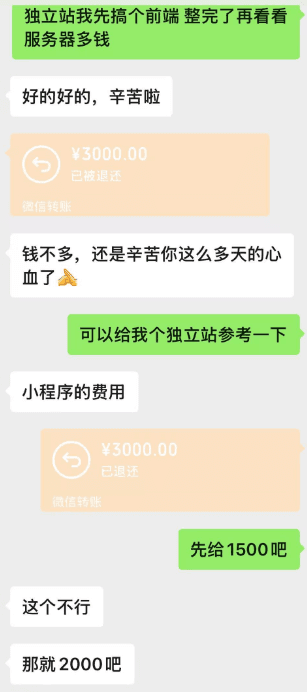 独立站我先搞个前端 整完了再看看
服务器多钱
好的好的，辛苦啦
¥3000.00
已被退还
微信转账
钱不多，还是辛苦你这么多天的心
血了
可以给我个独立站参考一下
小程序的费用
¥3000.00
已退还
微信转账
先给1500吧
这个不行
那就2000吧